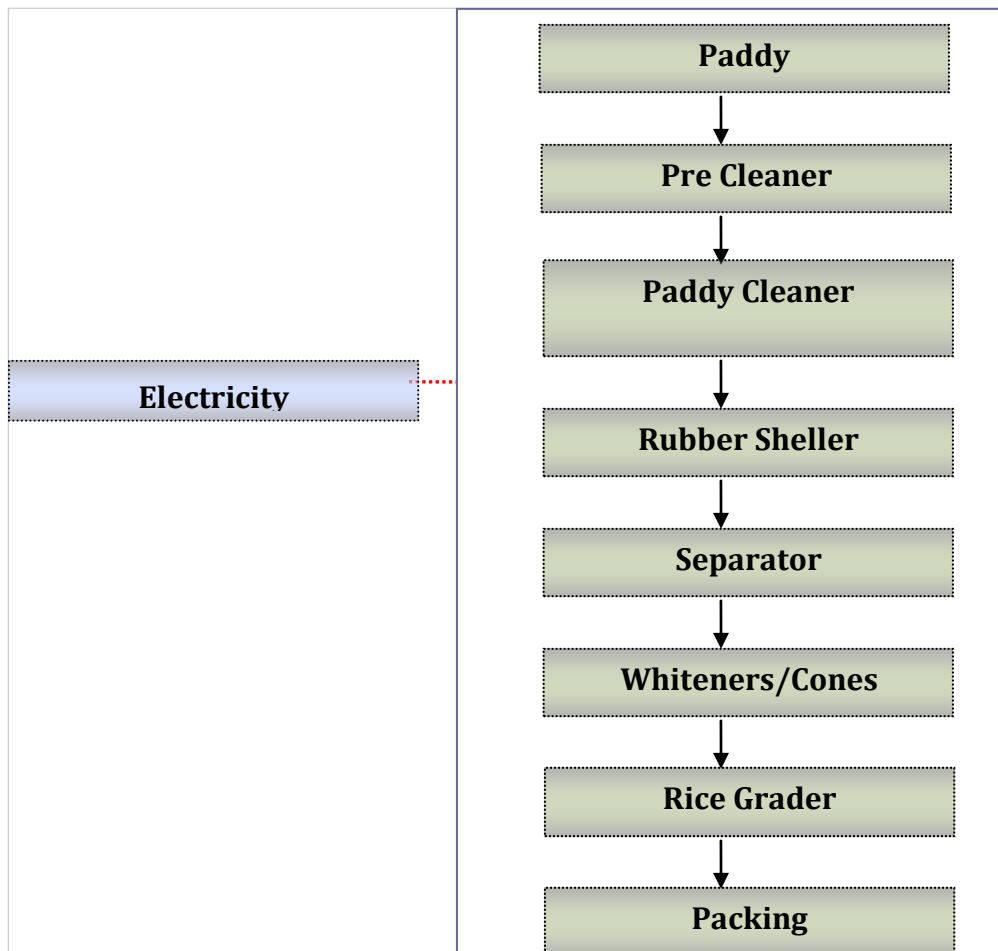 Paddy
Pre Cleaner
Paddy Cleaner
Electricity
Rubber Sheller
Separator
Whiteners/Cones
Rice Grader
Packing